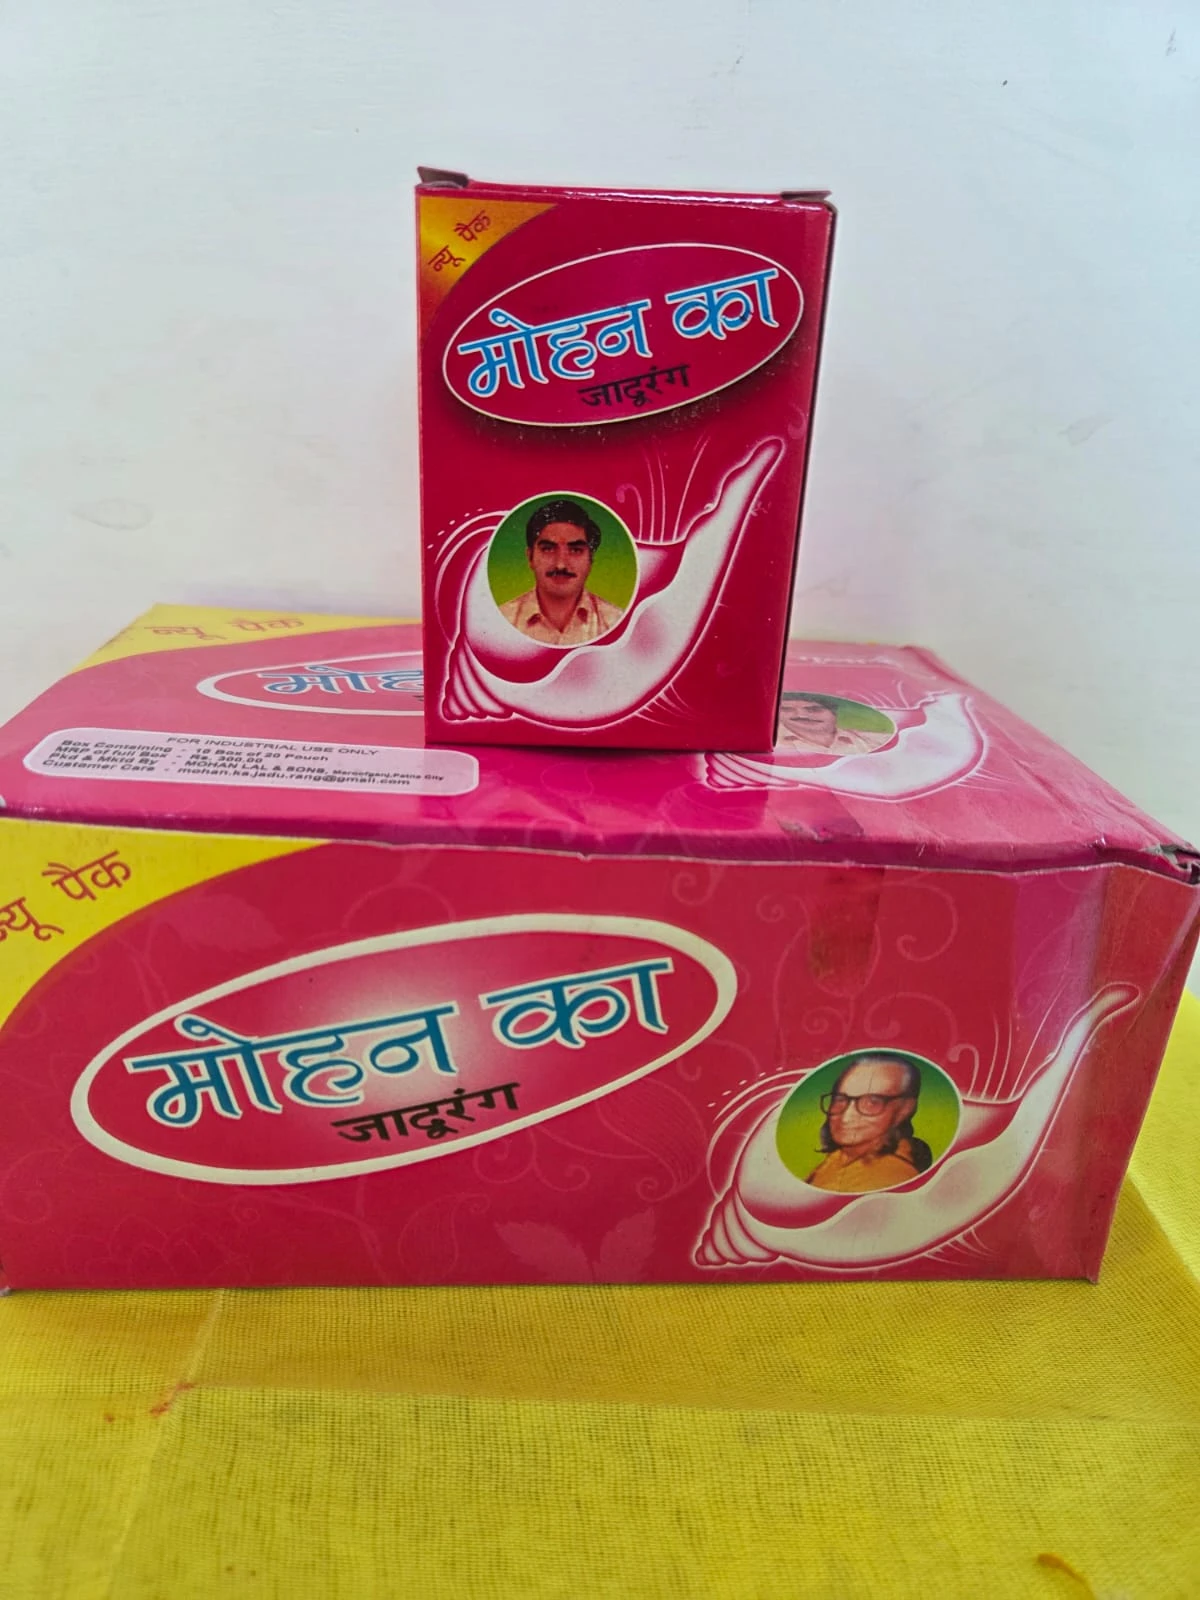 न्यू पैक
मोहन का
जादूरंग
न्यू पैक
FOR INDUSTRIAL USE ONLY
Box Containing - 10 Box of 20 Pouch
MRP of full Box - Rs. 300.00
Pkd & Mktd By - MOHAN LAL & SONS, Maroofganj, Patna City
Customer Care - mohan.ka.jadu.rang@gmail.com
न्यू पैक
मोहन का
जादूरंग